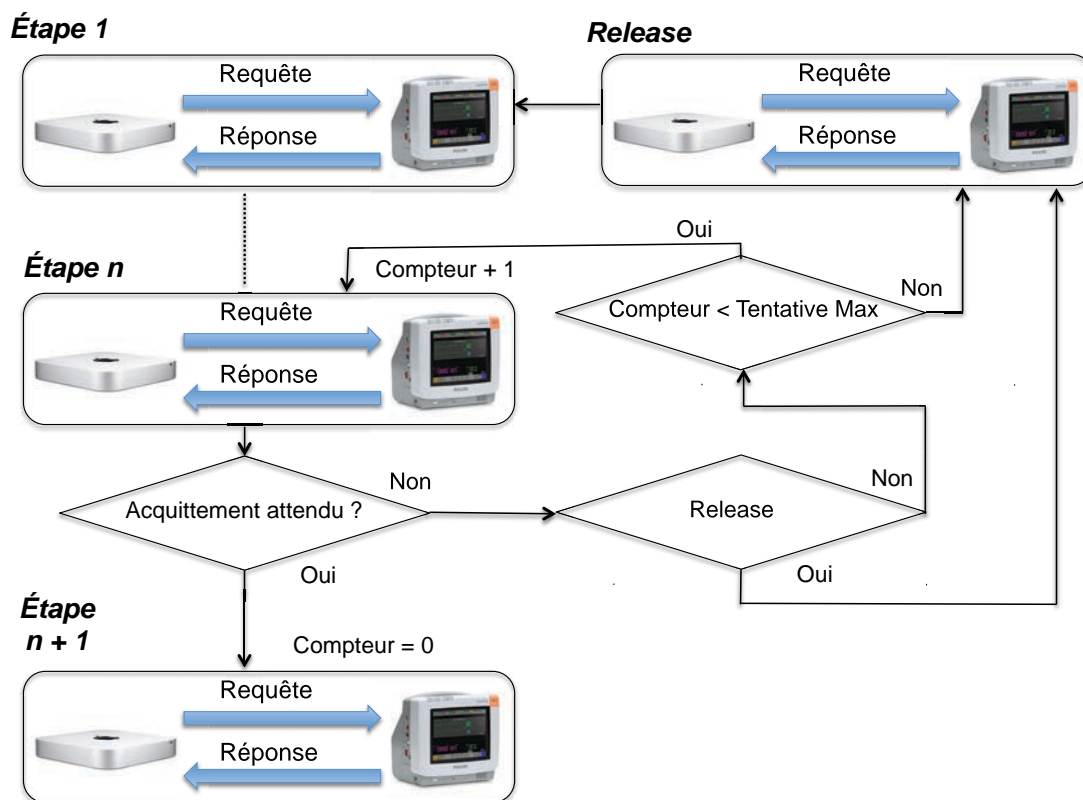 Étape 1
Release
Requête
Réponse
Requête
Réponse
Oui
Compteur + 1
Étape n
Compteur < Tentative Max
Non
Requête
Réponse
Non
Acquittement attendu ?
Release
Non
Oui
Oui
Étape
n + 1
Compteur = 0
Requête
Réponse